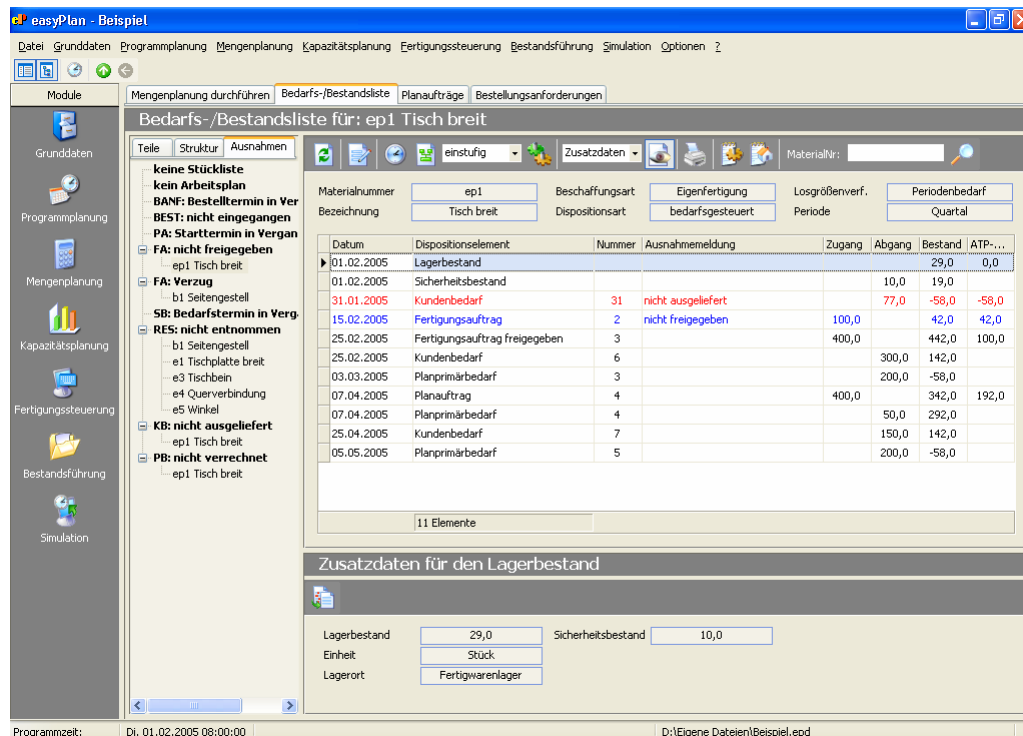 easyPlan - Beispiel
Datei Grunddaten Programmplanung Mengenplanung Kapazitätsplanung Fertigungssteuerung Bestandsführung Simulation Optionen ?
Module
Mengenplanung durchführen Bedarfs-/Bestandsliste Planaufträge Bestellungsanforderungen
Bedarfs-/Bestandsliste für: ep1 Tisch breit
Grunddaten
Programmplanung
Mengenplanung
Kapazitätsplanung
Fertigungssteuerung
Bestandsführung
Simulation
Teile Struktur Ausnahmen
keine Stückliste
kein Arbeitsplan
BANF: Bestelltermin in Ver
BEST: nicht eingegangen
PA: Starttermin in Vergan
FA: nicht freigegeben
ep1 Tisch breit
FA: Verzug
b1 Seitengestell
SB: Bedarfstermin in Verg.
RES: nicht entnommen
b1 Seitengestell
e1 Tischplatte breit
e3 Tischbein
e4 Querverbindung
e5 Winkel
KB: nicht ausgeliefert
ep1 Tisch breit
PB: nicht verrechnet
ep1 Tisch breit
einstufig Zusatzdaten MaterialNr:
Materialnummer ep1 Beschaffungsart Eigenfertigung Losgrößenverf. Periodenbedarf
Bezeichnung Tisch breit Dispositionsart bedarfsgesteuert Periode Quartal
Datum Dispositionselement Nummer Ausnahmemeldung Zugang Abgang Bestand ATP-...
01.02.2005 Lagerbestand 29,0 0,0
01.02.2005 Sicherheitsbestand 10,0 19,0
31.01.2005 Kundenbedarf 31 nicht ausgeliefert 77,0 -58,0 -58,0
15.02.2005 Fertigungsauftrag 2 nicht freigegeben 100,0 42,0 42,0
25.02.2005 Fertigungsauftrag freigegeben 3 400,0 442,0 100,0
25.02.2005 Kundenbedarf 6 300,0 142,0
03.03.2005 Planprimärbedarf 3 200,0 -58,0
07.04.2005 Planauftrag 4 400,0 342,0 192,0
07.04.2005 Planprimärbedarf 4 50,0 292,0
25.04.2005 Kundenbedarf 7 150,0 142,0
05.05.2005 Planprimärbedarf 5 200,0 -58,0
11 Elemente
Zusatzdaten für den Lagerbestand
Lagerbestand 29,0 Sicherheitsbestand 10,0
Einheit Stück
Lagerort Fertigwarenlager
Programmzeit: Di, 01.02.2005 08:00:00 D:\Eigene Dateien\Beispiel.epd